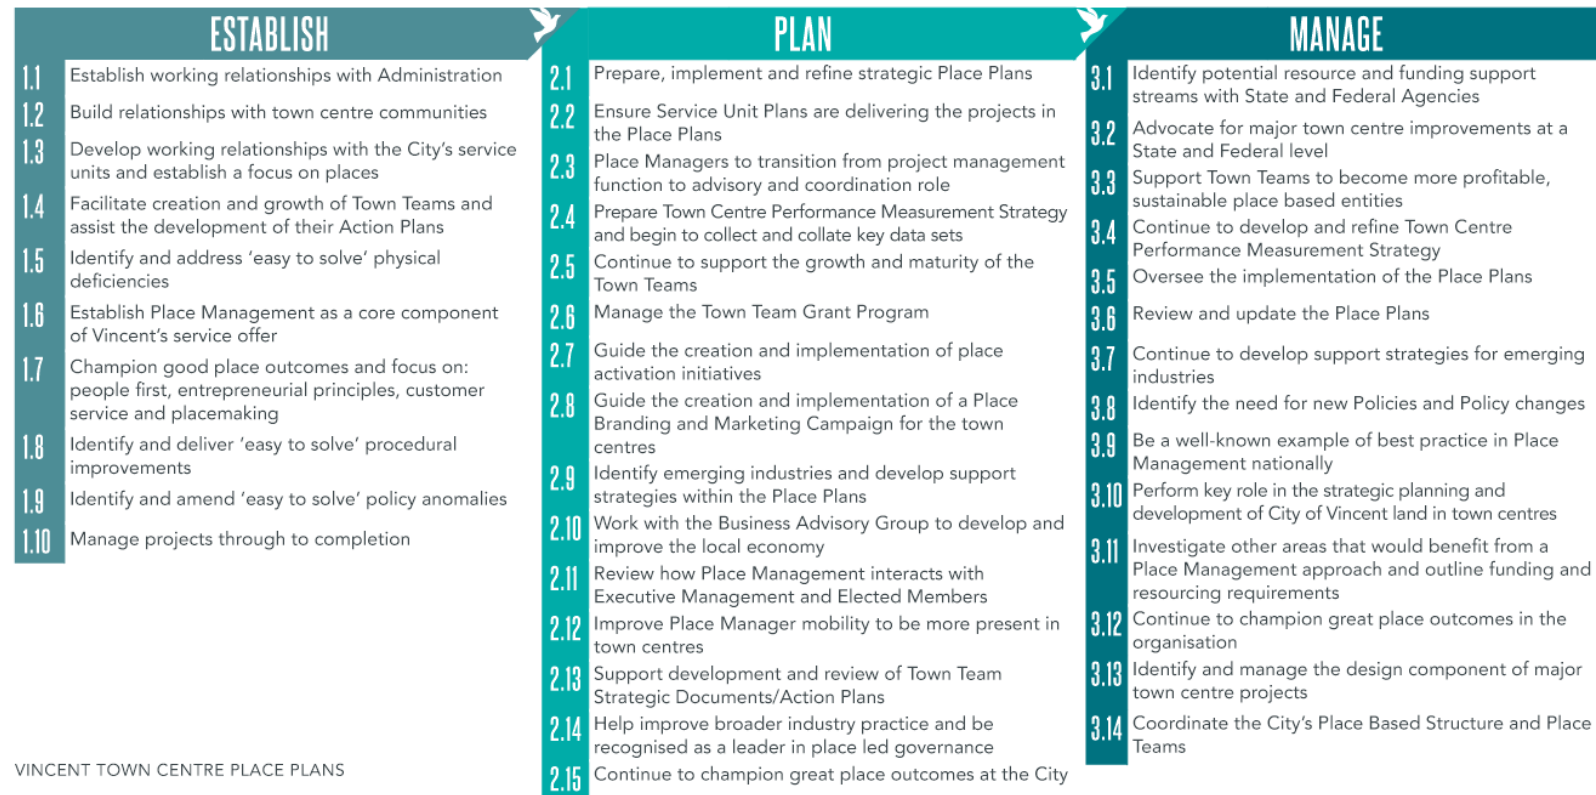 ESTABLISH
1.1 Establish working relationships with Administration
1.2 Build relationships with town centre communities
1.3 Develop working relationships with the City's service
units and establish a focus on places
1.4 Facilitate creation and growth of Town Teams and
assist the development of their Action Plans
1.5 Identify and address 'easy to solve' physical
deficiencies
1.6 Establish Place Management as a core component
of Vincent's service offer
1.7 Champion good place outcomes and focus on:
people first, entrepreneurial principles, customer
service and placemaking
1.8 Identify and deliver 'easy to solve' procedural
improvements
1.9 Identify and amend 'easy to solve' policy anomalies
1.10 Manage projects through to completion
VINCENT TOWN CENTRE PLACE PLANS
PLAN
2.1 Prepare, implement and refine strategic Place Plans
2.2 Ensure Service Unit Plans are delivering the projects in
the Place Plans
2.3 Place Managers to transition from project management
function to advisory and coordination role
2.4 Prepare Town Centre Performance Measurement Strategy
and begin to collect and collate key data sets
2.5 Continue to support the growth and maturity of the
Town Teams
2.6 Manage the Town Team Grant Program
2.7 Guide the creation and implementation of place
activation initiatives
2.8 Guide the creation and implementation of a Place
Branding and Marketing Campaign for the town
centres
2.9 Identify emerging industries and develop support
strategies within the Place Plans
2.10 Work with the Business Advisory Group to develop and
improve the local economy
2.11 Review how Place Management interacts with
Executive Management and Elected Members
2.12 Improve Place Manager mobility to be more present in
town centres
2.13 Support development and review of Town Team
Strategic Documents/Action Plans
2.14 Help improve broader industry practice and be
recognised as a leader in place led governance
2.15 Continue to champion great place outcomes at the City
MANAGE
3.1 Identify potential resource and funding support
streams with State and Federal Agencies
3.2 Advocate for major town centre improvements at a
State and Federal level
3.3 Support Town Teams to become more profitable,
sustainable place based entities
3.4 Continue to develop and refine Town Centre
Performance Measurement Strategy
3.5 Oversee the implementation of the Place Plans
3.6 Review and update the Place Plans
3.7 Continue to develop support strategies for emerging
industries
3.8 Identify the need for new Policies and Policy changes
3.9 Be a well-known example of best practice in Place
Management nationally
3.10 Perform key role in the strategic planning and
development of City of Vincent land in town centres
3.11 Investigate other areas that would benefit from a
Place Management approach and outline funding and
resourcing requirements
3.12 Continue to champion great place outcomes in the
organisation
3.13 Identify and manage the design component of major
town centre projects
3.14 Coordinate the City's Place Based Structure and Place
Teams